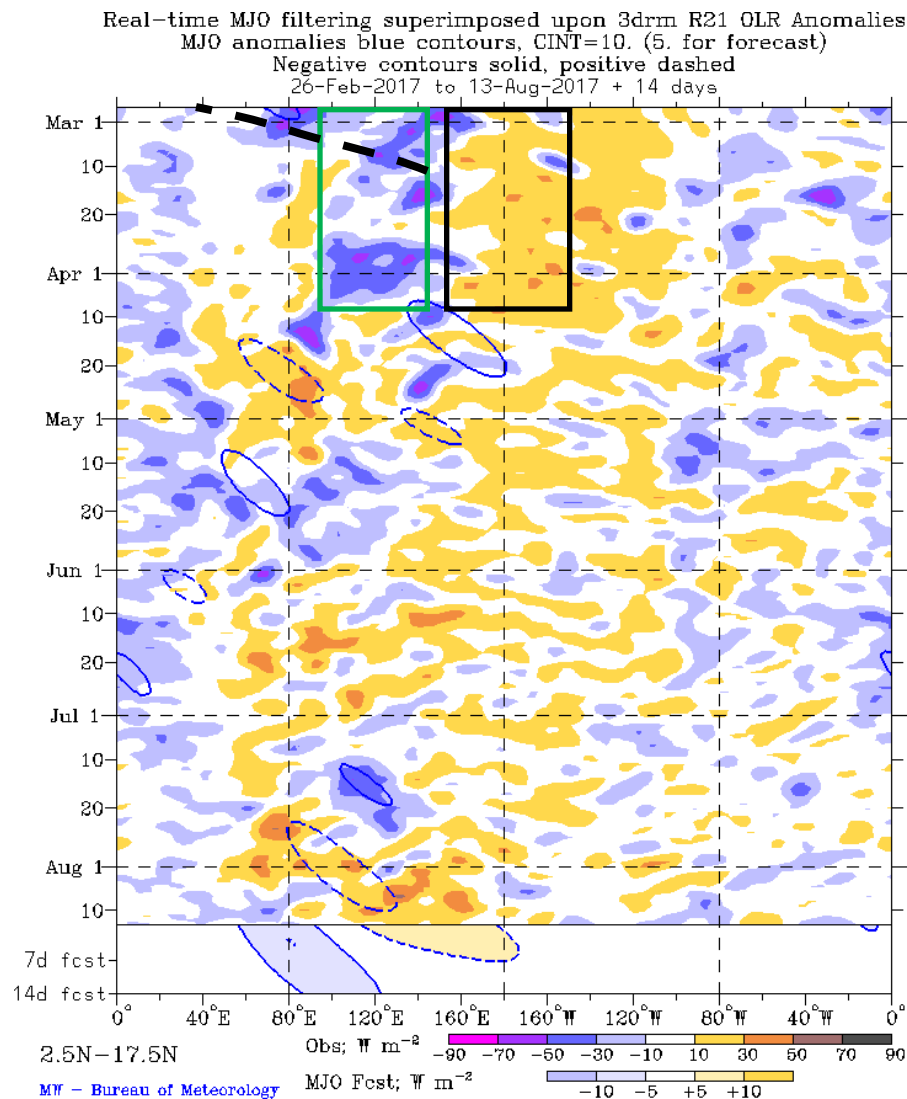 Real-time MJO filtering superimposed upon 3drm R21 OLR Anomalies
MJO anomalies blue contours, CINT=10. (5. for forecast)
Negative contours solid, positive dashed
26-Feb-2017 to 13-Aug-2017 + 14 days
Mar 1
10
20
Apr 1
10
20
May 1
10
20
Jun 1
10
20
Jul 1
10
20
Aug 1
10
7d fcst
14d fcst
0° 40°E 80°E 120°E 160°E 160°W 120°W 80°W 40°W 0°
2.5N-17.5N
Obs; W m-2
-90 -70 -50 -30 -10 10 30 50 70 90
MW - Bureau of Meteorology
MJO Fcst; W m-2
-10 -5 +5 +10